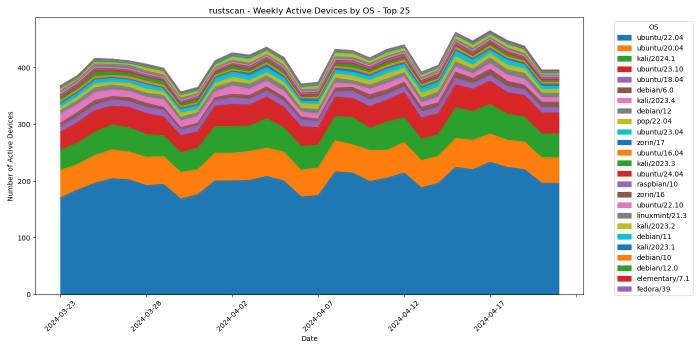 rustscan - Weekly Active Devices by OS - Top 25
Number of Active Devices
400
300
200
100
0
2024-03-23
2024-03-28
2024-04-02
2024-04-07
2024-04-12
2024-04-17
Date
OS
ubuntu/22.04
ubuntu/20.04
kali/2024.1
ubuntu/23.10
ubuntu/18.04
debian/6.0
kali/2023.4
debian/12
pop/22.04
ubuntu/23.04
zorin/17
ubuntu/16.04
kali/2023.3
ubuntu/24.04
raspbian/10
zorin/16
ubuntu/22.10
linuxmint/21.3
kali/2023.2
debian/11
kali/2023.1
debian/10
debian/12.0
elementary/7.1
fedora/39